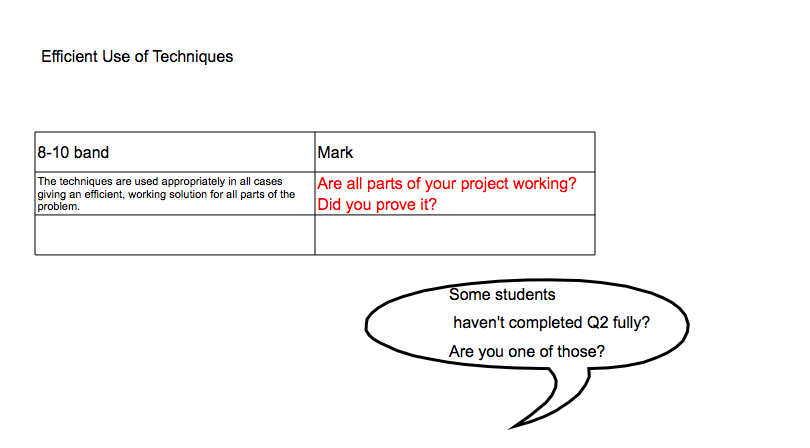 Efficient Use of Techniques
8-10 band
Mark
The techniques are used appropriately in all cases
giving an efficient, working solution for all parts of the
problem.
Are all parts of your project working?
Did you prove it?
Some students
haven't completed Q2 fully?
Are you one of those?